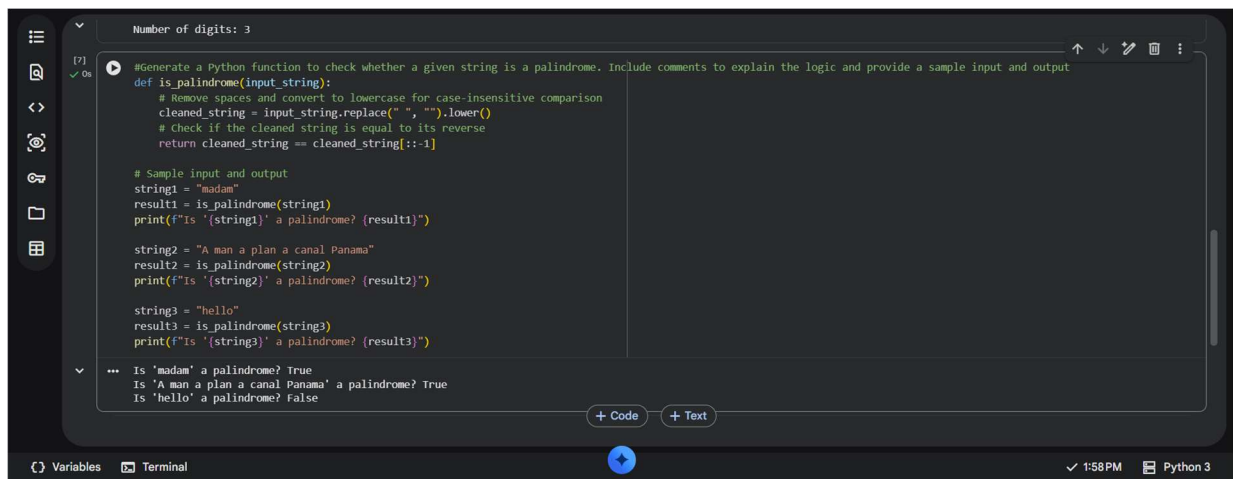 Number of digits: 3
[7]
0s
#Generate a Python function to check whether a given string is a palindrome. Include comments to explain the logic and provide a sample input and output
def is_palindrome(input_string):
    # Remove spaces and convert to lowercase for case-insensitive comparison
    cleaned_string = input_string.replace(" ", "").lower()
    # Check if the cleaned string is equal to its reverse
    return cleaned_string == cleaned_string[::-1]

# Sample input and output
string1 = "madam"
result1 = is_palindrome(string1)
print(f"Is '{string1}' a palindrome? {result1}")

string2 = "A man a plan a canal Panama"
result2 = is_palindrome(string2)
print(f"Is '{string2}' a palindrome? {result2}")

string3 = "hello"
result3 = is_palindrome(string3)
print(f"Is '{string3}' a palindrome? {result3}")
Is 'madam' a palindrome? True
Is 'A man a plan a canal Panama' a palindrome? True
Is 'hello' a palindrome? False
+ Code + Text
{} Variables Terminal 1:58 PM Python 3